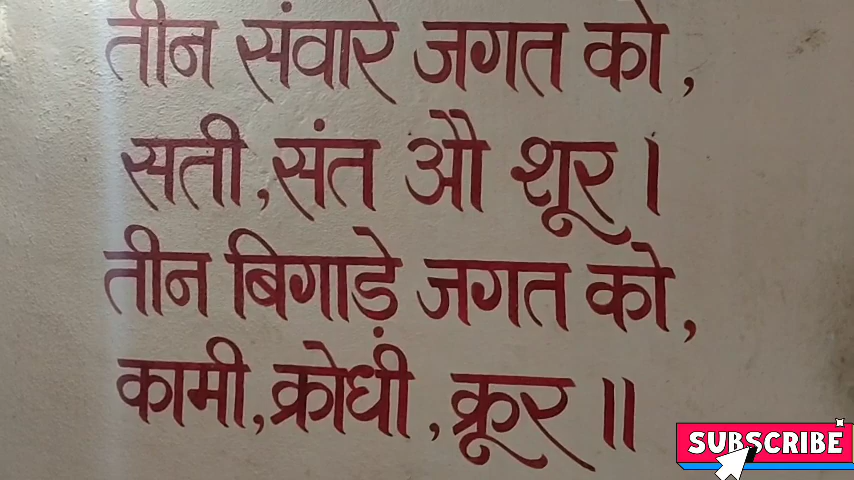 तीन संवारे जगत को,
सती, संत औ शूर।
तीन बिगाड़े जगत को,
कामी, क्रोधी, क्रूर॥
SUBSCRIBE